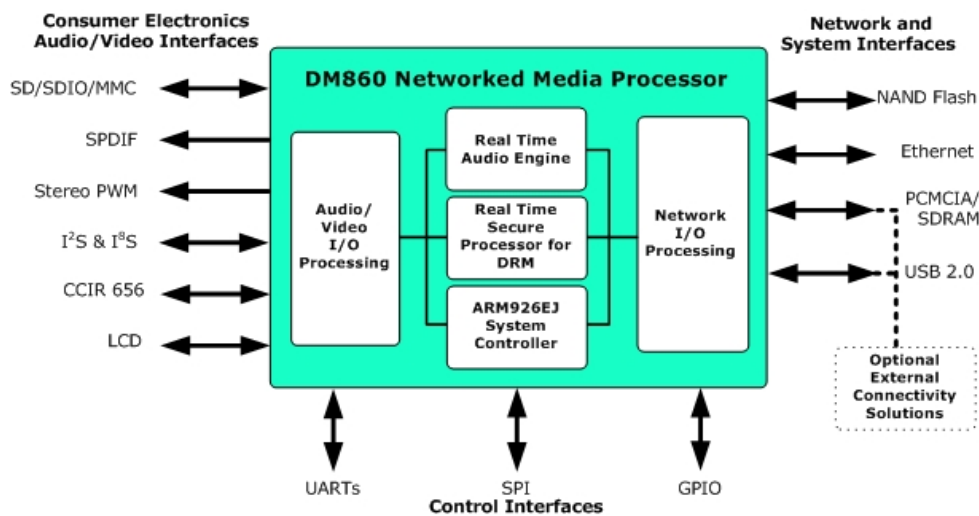 Consumer Electronics
Audio/Video Interfaces
SD/SDIO/MMC
SPDIF
Stereo PWM
I²S & I⁸S
CCIR 656
LCD
DM860 Networked Media Processor
Audio/
Video
I/O
Processing
Real Time
Audio Engine
Real Time
Secure
Processor for
DRM
ARM926EJ
System
Controller
Network
I/O
Processing
Network and
System Interfaces
NAND Flash
Ethernet
PCMCIA/
SDRAM
USB 2.0
Optional
External
Connectivity
Solutions
UARTs
SPI
GPIO
Control Interfaces